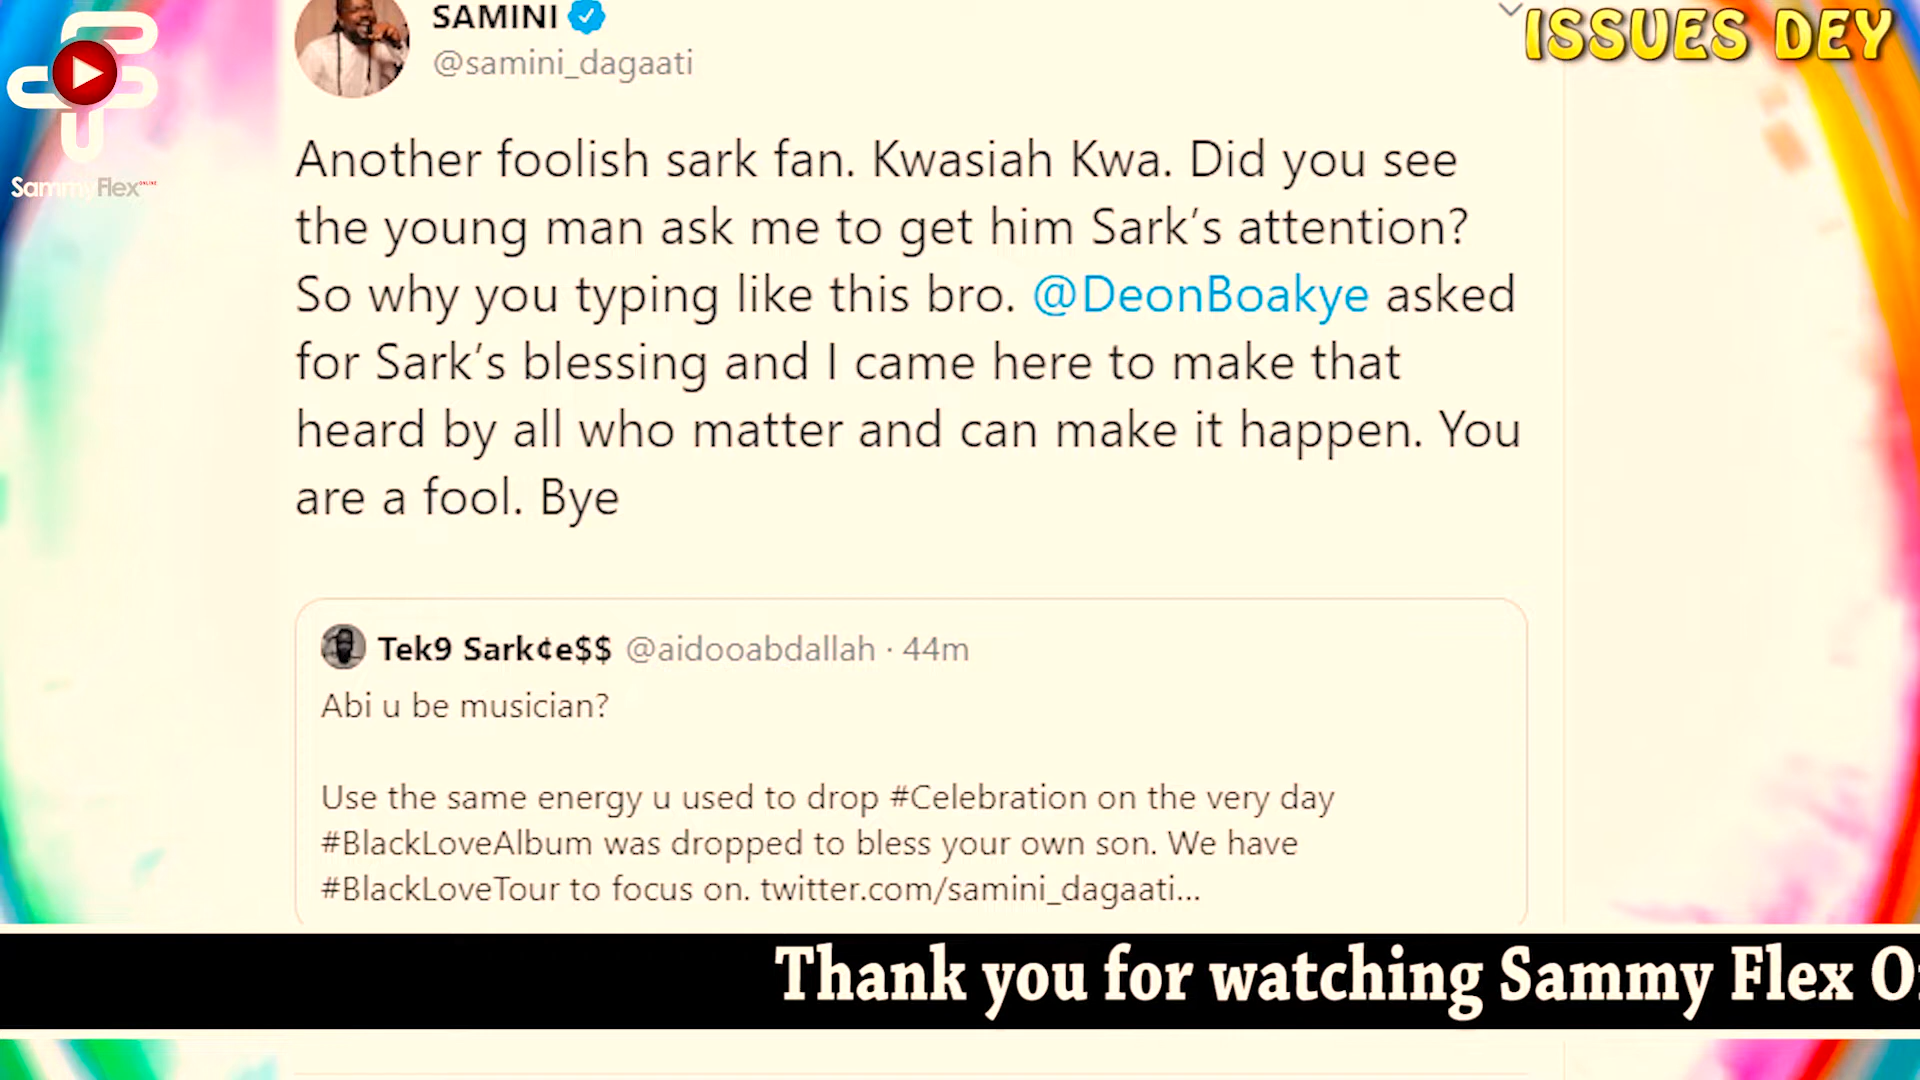 SAMINI
@samini_dagaati
ISSUES DEY
SammyFlex ONLINE
Another foolish sark fan. Kwasiah Kwa. Did you see
the young man ask me to get him Sark’s attention?
So why you typing like this bro. @DeonBoakye asked
for Sark’s blessing and I came here to make that
heard by all who matter and can make it happen. You
are a fool. Bye
Tek9 Sark¢e$$ @aidooabdallah · 44m
Abi u be musician?
Use the same energy u used to drop #Celebration on the very day
#BlackLoveAlbum was dropped to bless your own son. We have
#BlackLoveTour to focus on. twitter.com/samini_dagaati...
Thank you for watching Sammy Flex